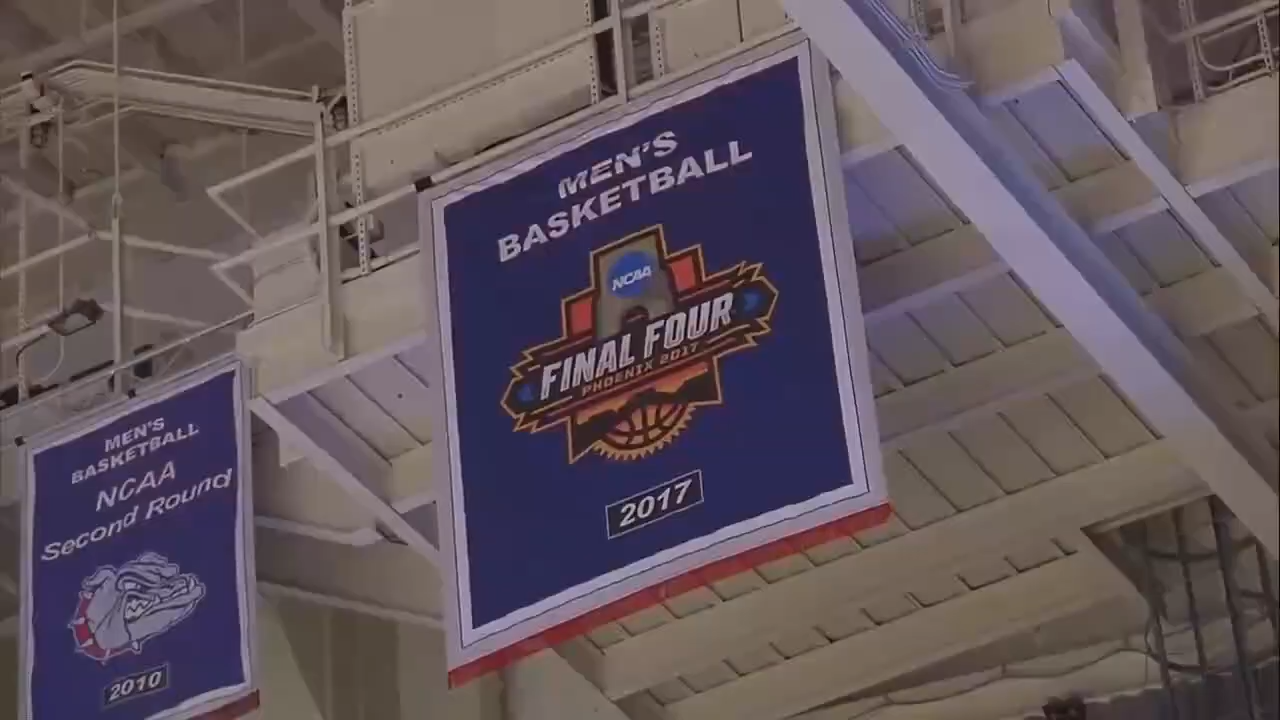 MEN'S
BASKETBALL
NCAA
FINAL FOUR
PHOENIX 2017
2017
MEN'S
BASKETBALL
NCAA
Second Round
2010